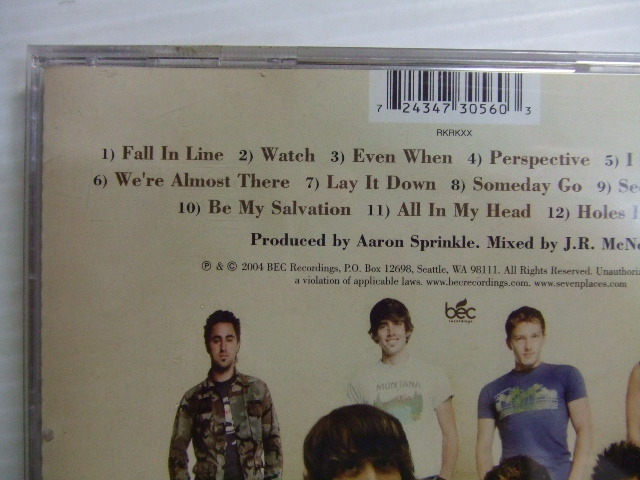 7 24347 30560 3
RKRKXX
1) Fall In Line 2) Watch 3) Even When 4) Perspective 5) I
6) We're Almost There 7) Lay It Down 8) Someday Go 9)
10) Be My Salvation 11) All In My Head 12) Holes
Produced by Aaron Sprinkle. Mixed by J.R.
℗ & © 2004 BEC Recordings, P.O. Box 12698, Seattle, WA 98111. All Rights Reserved.
a violation of applicable laws. www.becrecordings.com. www.sevenplaces.com
bec
recordings
MONTANA